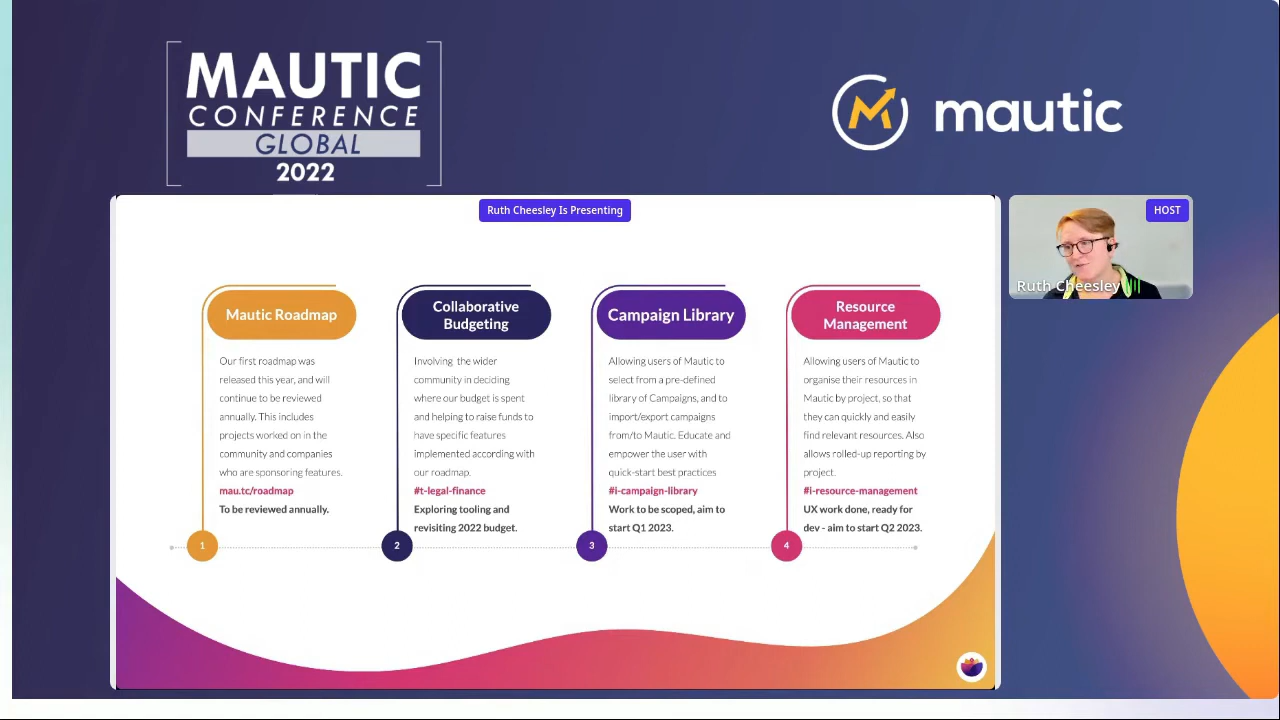 MAUTIC
CONFERENCE
GLOBAL
2022
mautic
Ruth Cheesley Is Presenting
HOST
Ruth Cheesley
Mautic Roadmap
Our first roadmap was
released this year, and will
continue to be reviewed
annually. This includes
projects worked on in the
community and companies
who are sponsoring features.
mau.tc/roadmap
To be reviewed annually.
1
Collaborative
Budgeting
Involving the wider
community in deciding
where our budget is spent
and helping to raise funds to
have specific features
implemented according with
our roadmap.
#t-legal-finance
Exploring tooling and
revisiting 2022 budget.
2
Campaign Library
Allowing users of Mautic to
select from a pre-defined
library of Campaigns, and to
import/export campaigns
from/to Mautic. Educate and
empower the user with
quick-start best practices
#i-campaign-library
Work to be scoped, aim to
start Q1 2023.
3
Resource
Management
Allowing users of Mautic to
organise their resources in
Mautic by project, so that
they can quickly and easily
find relevant resources. Also
allows rolled-up reporting by
project.
#i-resource-management
UX work done, ready for
dev - aim to start Q2 2023.
4